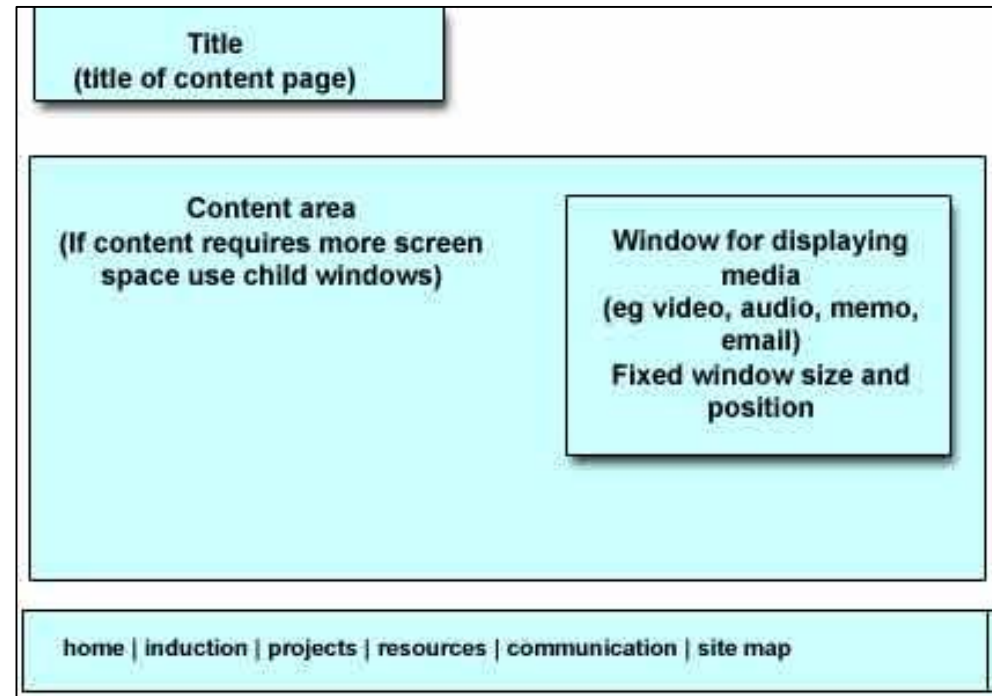 Title
(title of content page)
Content area
(If content requires more screen
space use child windows)
Window for displaying
media
(eg video, audio, memo,
email)
Fixed window size and
position
home | induction | projects | resources | communication | site map